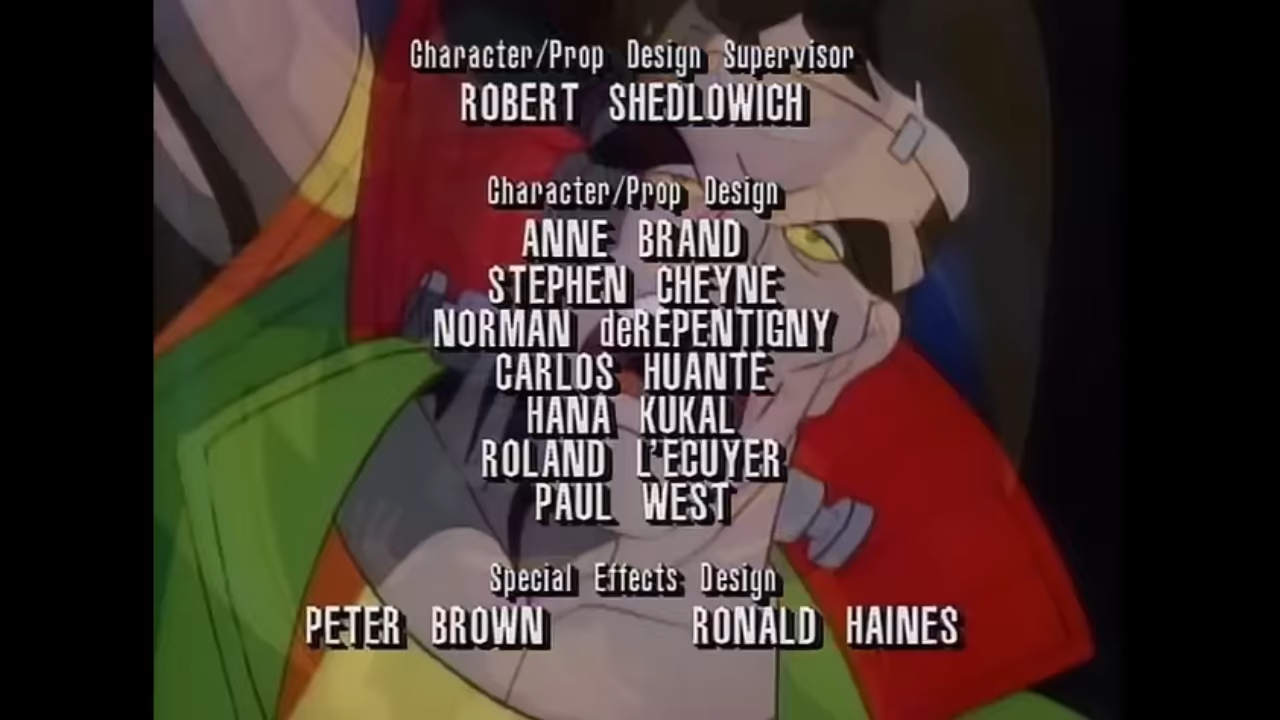 Character/Prop Design Supervisor
ROBERT SHEDLOWICH
Character/Prop Design
ANNE BRAND
STEPHEN CHEYNE
NORMAN deREPENTIGNY
CARLOS HUANTE
HANA KUKAL
ROLAND L'ECUYER
PAUL WEST
Special Effects Design
PETER BROWN RONALD HAINES